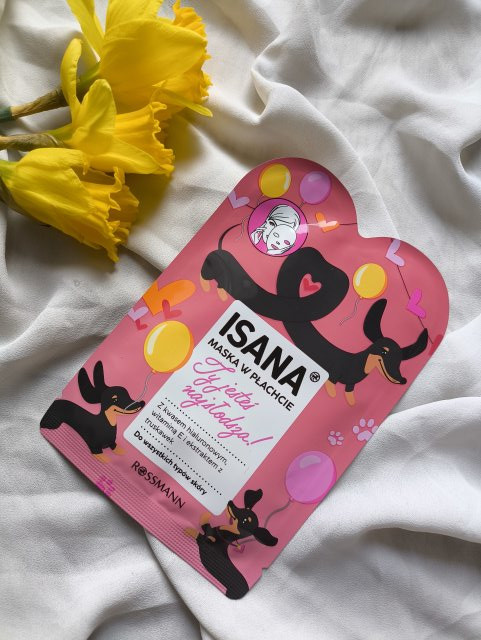 ISANA®
MASKA W PŁACHCIE
Ty jesteś
najsłodsza!
z kwasem hialuronowym,
witaminą E i ekstraktem z
truskawek
Do wszystkich typów skóry
ROSSMANN